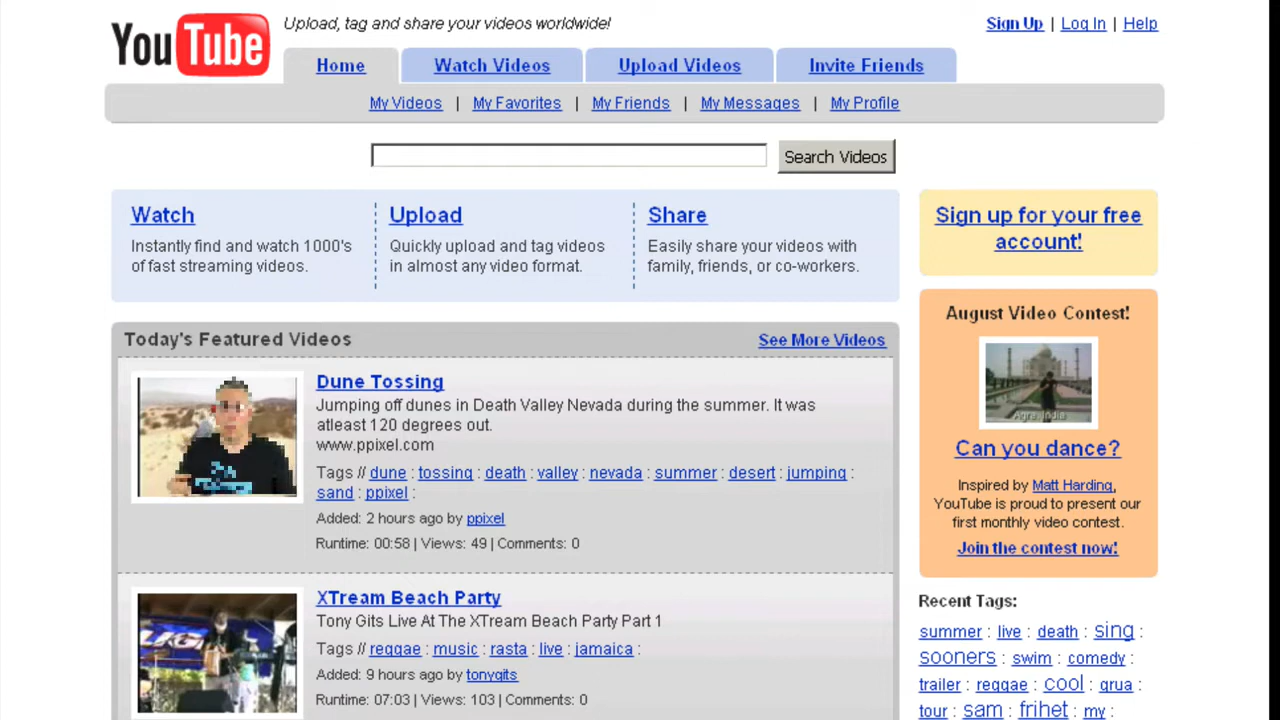 YouTube
Upload, tag and share your videos worldwide!
Sign Up | Log In | Help
Home
Watch Videos
Upload Videos
Invite Friends
My Videos | My Favorites | My Friends | My Messages | My Profile
Search Videos
Watch
Instantly find and watch 1000's
of fast streaming videos.
Upload
Quickly upload and tag videos
in almost any video format.
Share
Easily share your videos with
family, friends, or co-workers.
Sign up for your free
account!
Today's Featured Videos
See More Videos
Dune Tossing
Jumping off dunes in Death Valley Nevada during the summer. It was
atleast 120 degrees out.
www.ppixel.com
Tags // dune : tossing : death : valley : nevada : summer : desert : jumping :
sand : ppixel :
Added: 2 hours ago by ppixel
Runtime: 00:58 | Views: 49 | Comments: 0
XTream Beach Party
Tony Gits Live At The XTream Beach Party Part 1
Tags // reggae : music : rasta : live : jamaica :
Added: 9 hours ago by tonygits
Runtime: 07:03 | Views: 103 | Comments: 0
August Video Contest!
Agra, India
Can you dance?
Inspired by Matt Harding,
YouTube is proud to present our
first monthly video contest.
Join the contest now!
Recent Tags:
summer : live : death : sing :
sooners : swim : comedy :
trailer : reggae : cool : grua :
tour : sam : frihet : my :